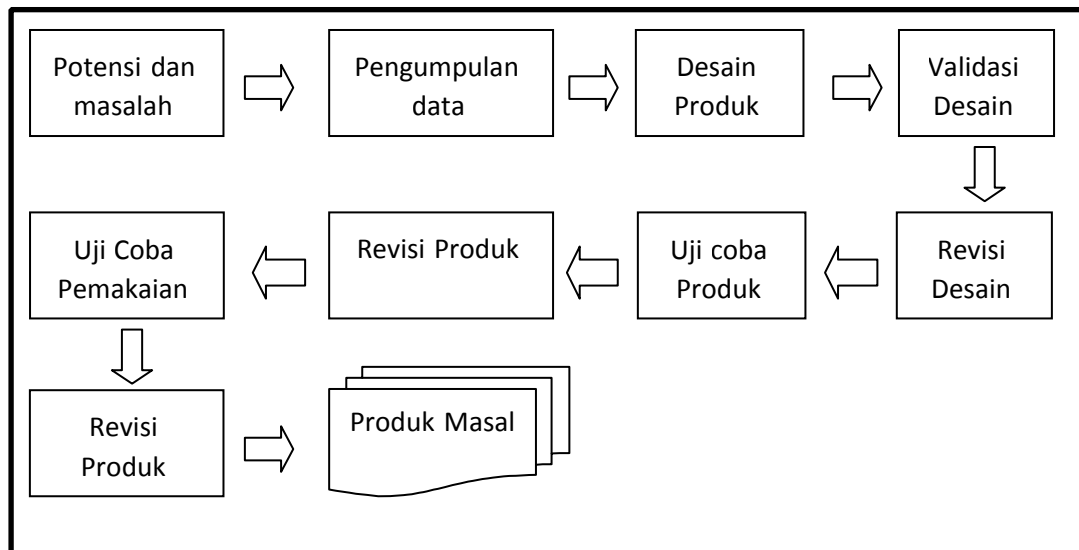 Potensi dan
masalah
Pengumpulan
data
Desain
Produk
Validasi
Desain
Uji Coba
Pemakaian
Revisi Produk
Uji coba
Produk
Revisi
Desain
Revisi
Produk
Produk Masal